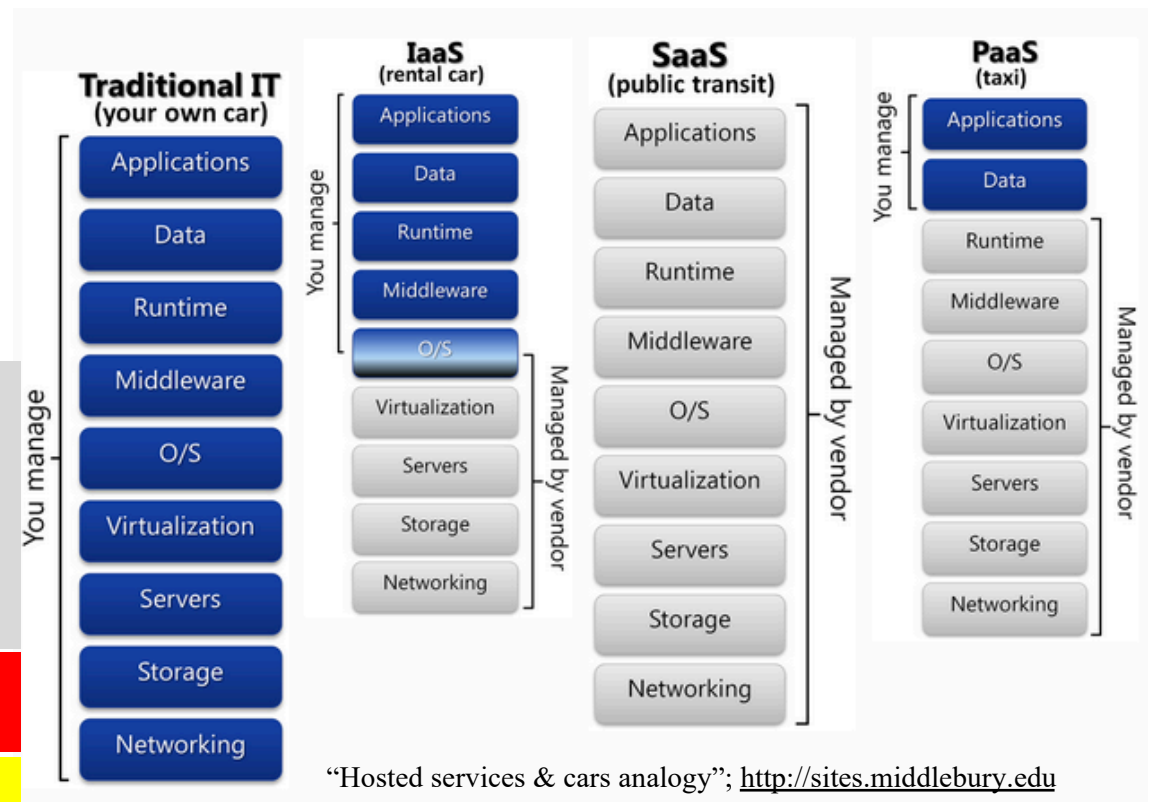 Traditional IT
(your own car)
You manage
Applications
Data
Runtime
Middleware
O/S
Virtualization
Servers
Storage
Networking
IaaS
(rental car)
You manage
Applications
Data
Runtime
Middleware
O/S
Virtualization
Servers
Storage
Networking
Managed by vendor
SaaS
(public transit)
Applications
Data
Runtime
Middleware
O/S
Virtualization
Servers
Storage
Networking
Managed by vendor
PaaS
(taxi)
You manage
Applications
Data
Runtime
Middleware
O/S
Virtualization
Servers
Storage
Networking
Managed by vendor
“Hosted services & cars analogy”; http://sites.middlebury.edu